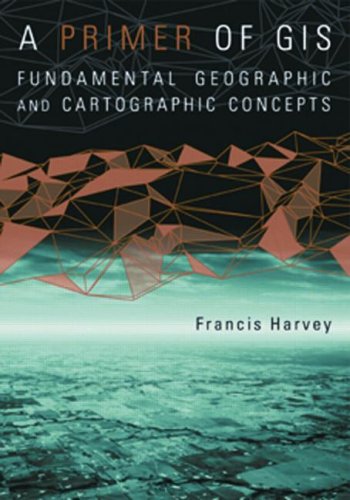 A PRIMER OF GIS
FUNDAMENTAL GEOGRAPHIC
AND CARTOGRAPHIC CONCEPTS
Francis Harvey